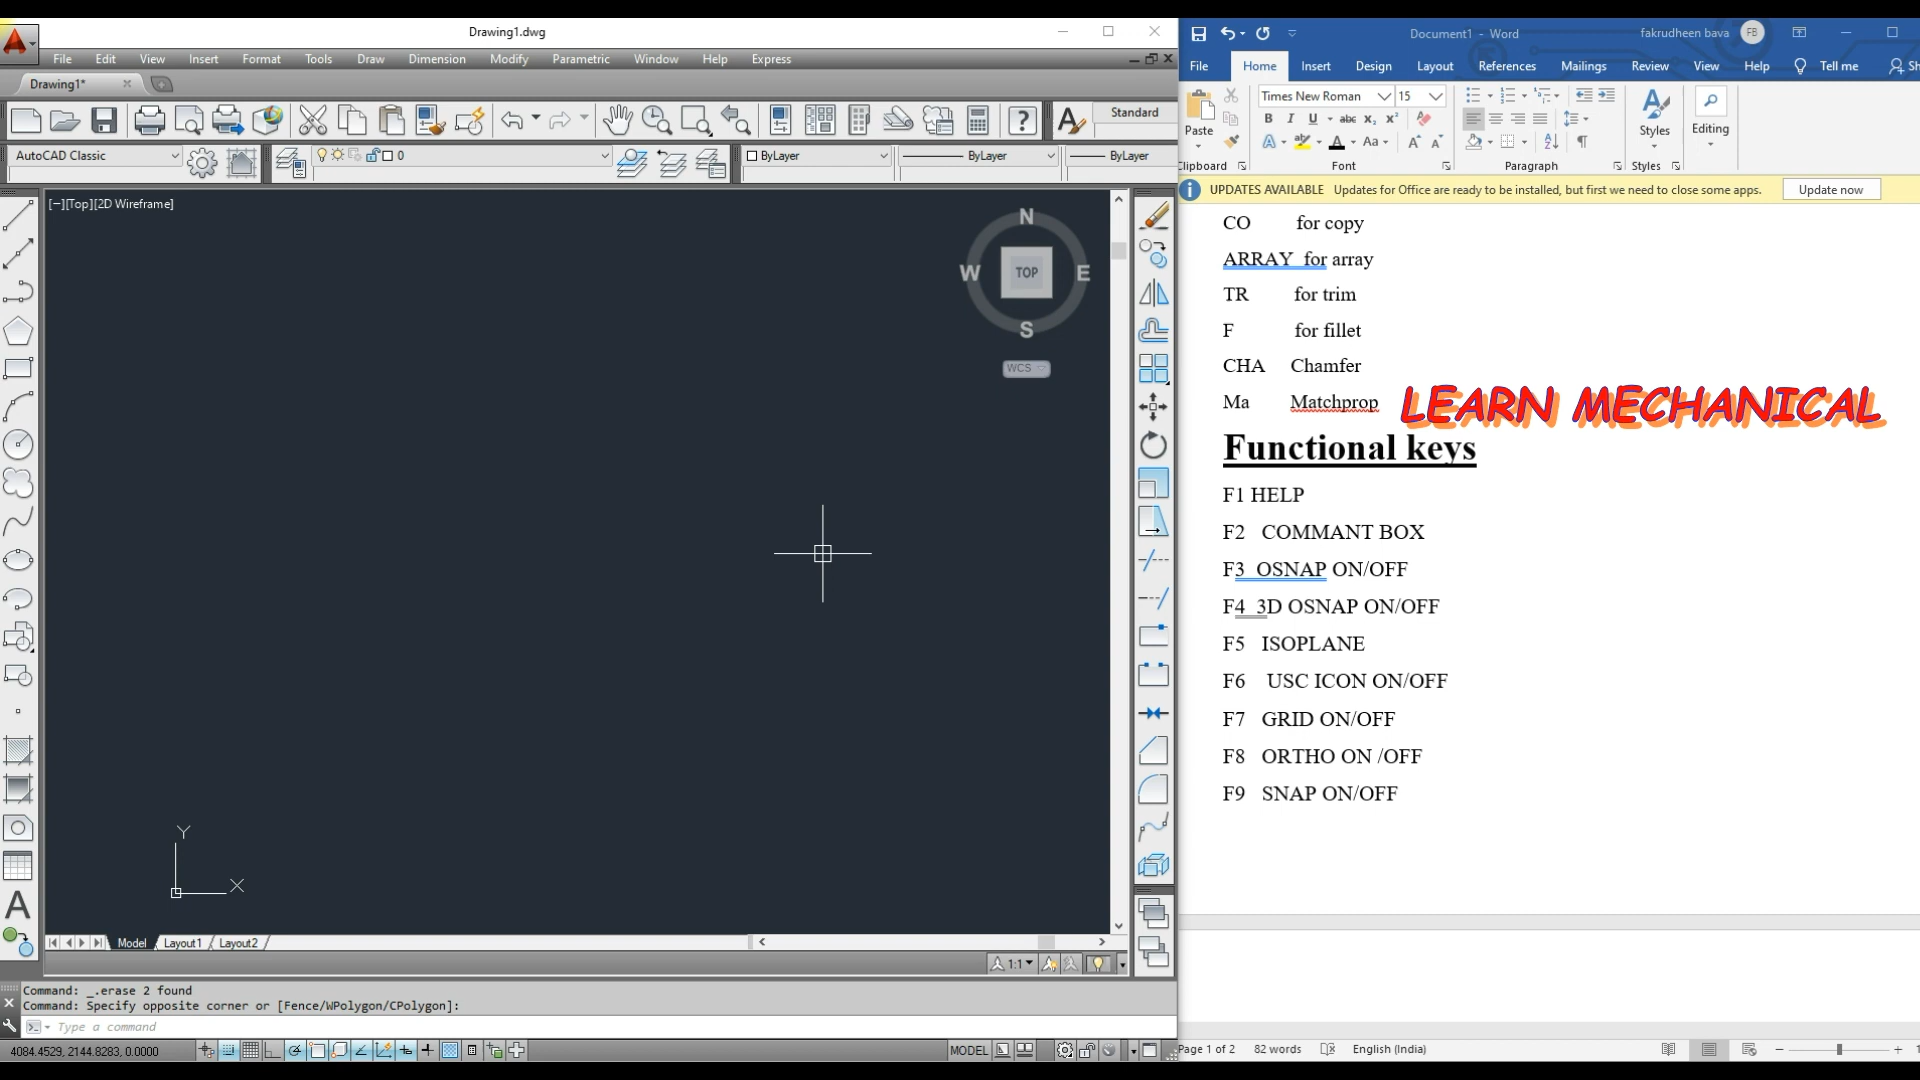 Drawing1.dwg
File Edit View Insert Format Tools Draw Dimension Modify Parametric Window Help Express
Drawing1*
Standard
AutoCAD Classic
0
ByLayer
ByLayer
ByLayer
[−][Top][2D Wireframe]
N
W TOP E
S
WCS
Y
X
Model Layout1 Layout2
1:1
Command: _.erase 2 found
Command: Specify opposite corner or [Fence/WPolygon/CPolygon]:
Type a command
4084.4529, 2144.8283, 0.0000
MODEL
Document1 - Word
fakrudheen bava FB
File Home Insert Design Layout References Mailings Review View Help Tell me Sh
Paste
Times New Roman 15
B I U abc x₂ x²
A A Aa A A
Styles
Editing
Clipboard Font Paragraph Styles
UPDATES AVAILABLE Updates for Office are ready to be installed, but first we need to close some apps. Update now
CO for copy
ARRAY for array
TR for trim
F for fillet
CHA Chamfer
Ma Matchprop
LEARN MECHANICAL
Functional keys
F1 HELP
F2 COMMANT BOX
F3 OSNAP ON/OFF
F4 3D OSNAP ON/OFF
F5 ISOPLANE
F6 USC ICON ON/OFF
F7 GRID ON/OFF
F8 ORTHO ON /OFF
F9 SNAP ON/OFF
Page 1 of 2 82 words English (India)